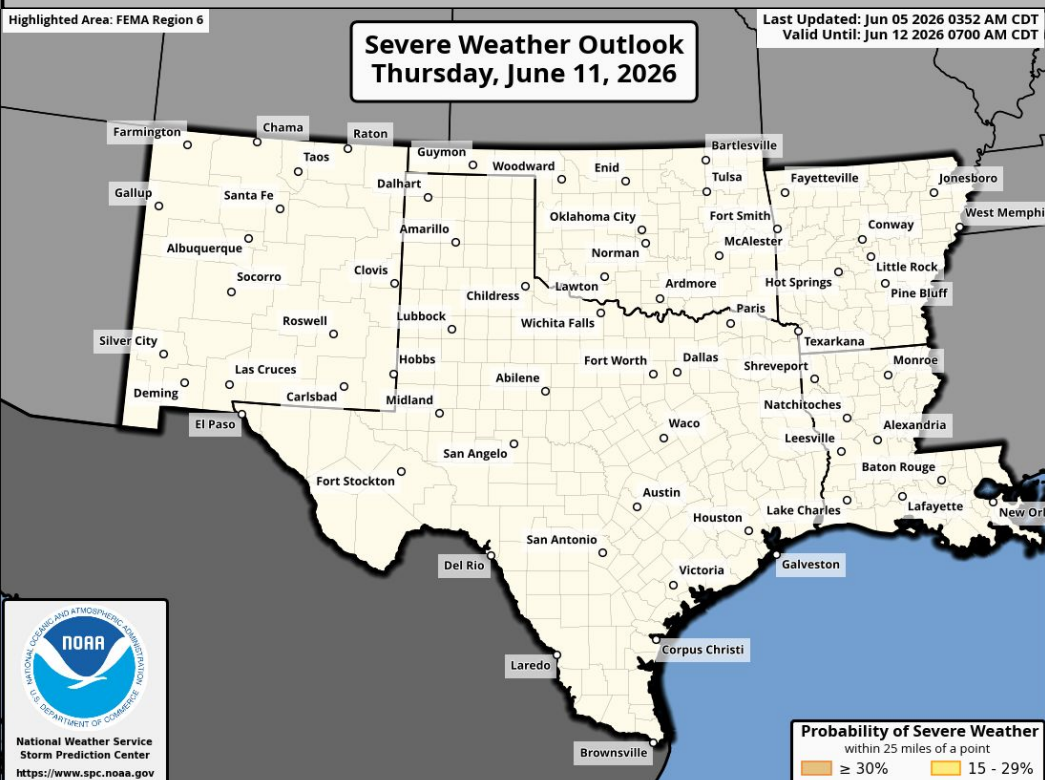 Highlighted Area: FEMA Region 6
Severe Weather Outlook
Thursday, June 11, 2026
Last Updated: Jun 05 2026 0352 AM CDT
Valid Until: Jun 12 2026 0700 AM CDT
Farmington
Chama
Raton
Taos
Guymon
Woodward
Enid
Bartlesville
Tulsa
Fayetteville
Jonesboro
Gallup
Santa Fe
Dalhart
Oklahoma City
Fort Smith
West Memphi
Albuquerque
Amarillo
Norman
McAlester
Conway
Socorro
Clovis
Childress
Lawton
Ardmore
Hot Springs
Little Rock
Pine Bluff
Roswell
Lubbock
Wichita Falls
Paris
Texarkana
Silver City
Las Cruces
Hobbs
Abilene
Fort Worth
Dallas
Shreveport
Monroe
Deming
Carlsbad
Midland
Natchitoches
El Paso
San Angelo
Waco
Leesville
Alexandria
Fort Stockton
Austin
Houston
Lake Charles
Baton Rouge
Lafayette
New Orl
Del Rio
San Antonio
Victoria
Galveston
Laredo
Corpus Christi
Brownsville
NATIONAL OCEANIC AND ATMOSPHERIC ADMINISTRATION
NOAA
U.S. DEPARTMENT OF COMMERCE
National Weather Service
Storm Prediction Center
https://www.spc.noaa.gov
Probability of Severe Weather
within 25 miles of a point
≥ 30%
15 - 29%